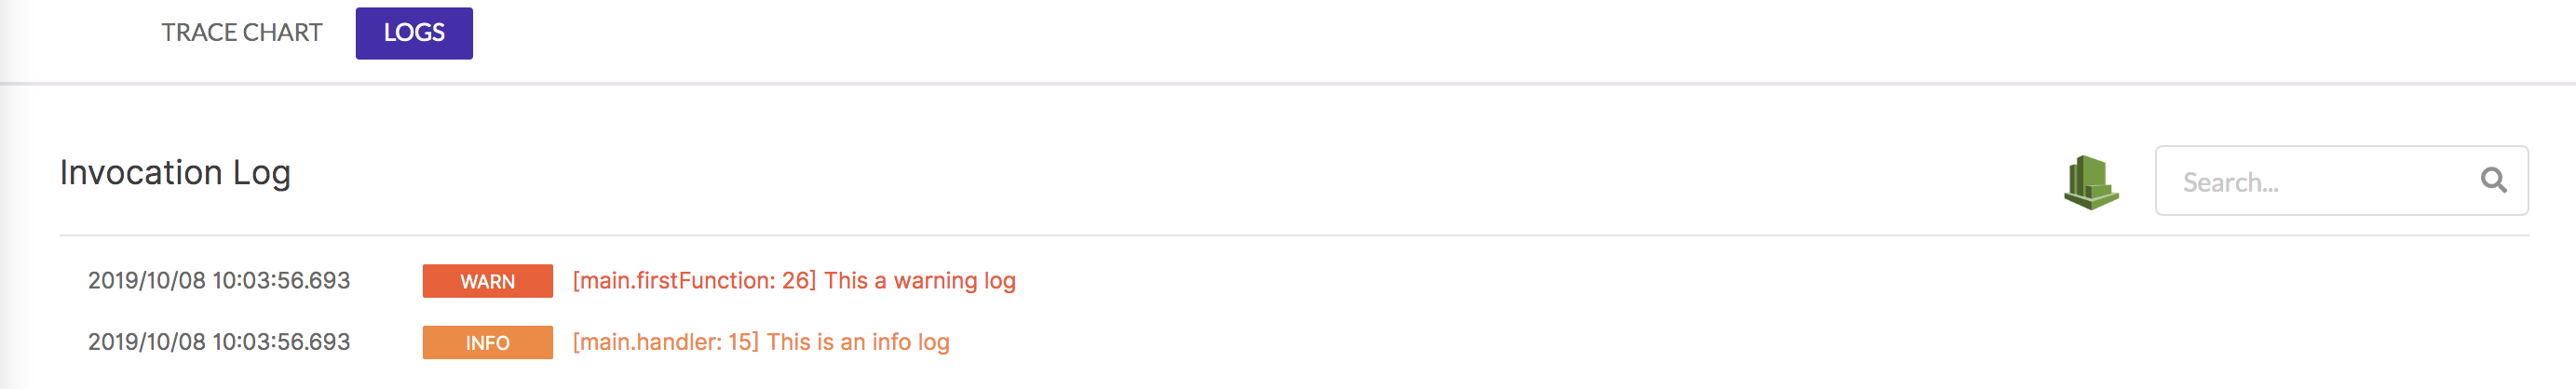 TRACE CHART LOGS
Invocation Log
Search...
2019/10/08 10:03:56.693 WARN [main.firstFunction: 26] This a warning log
2019/10/08 10:03:56.693 INFO [main.handler: 15] This is an info log